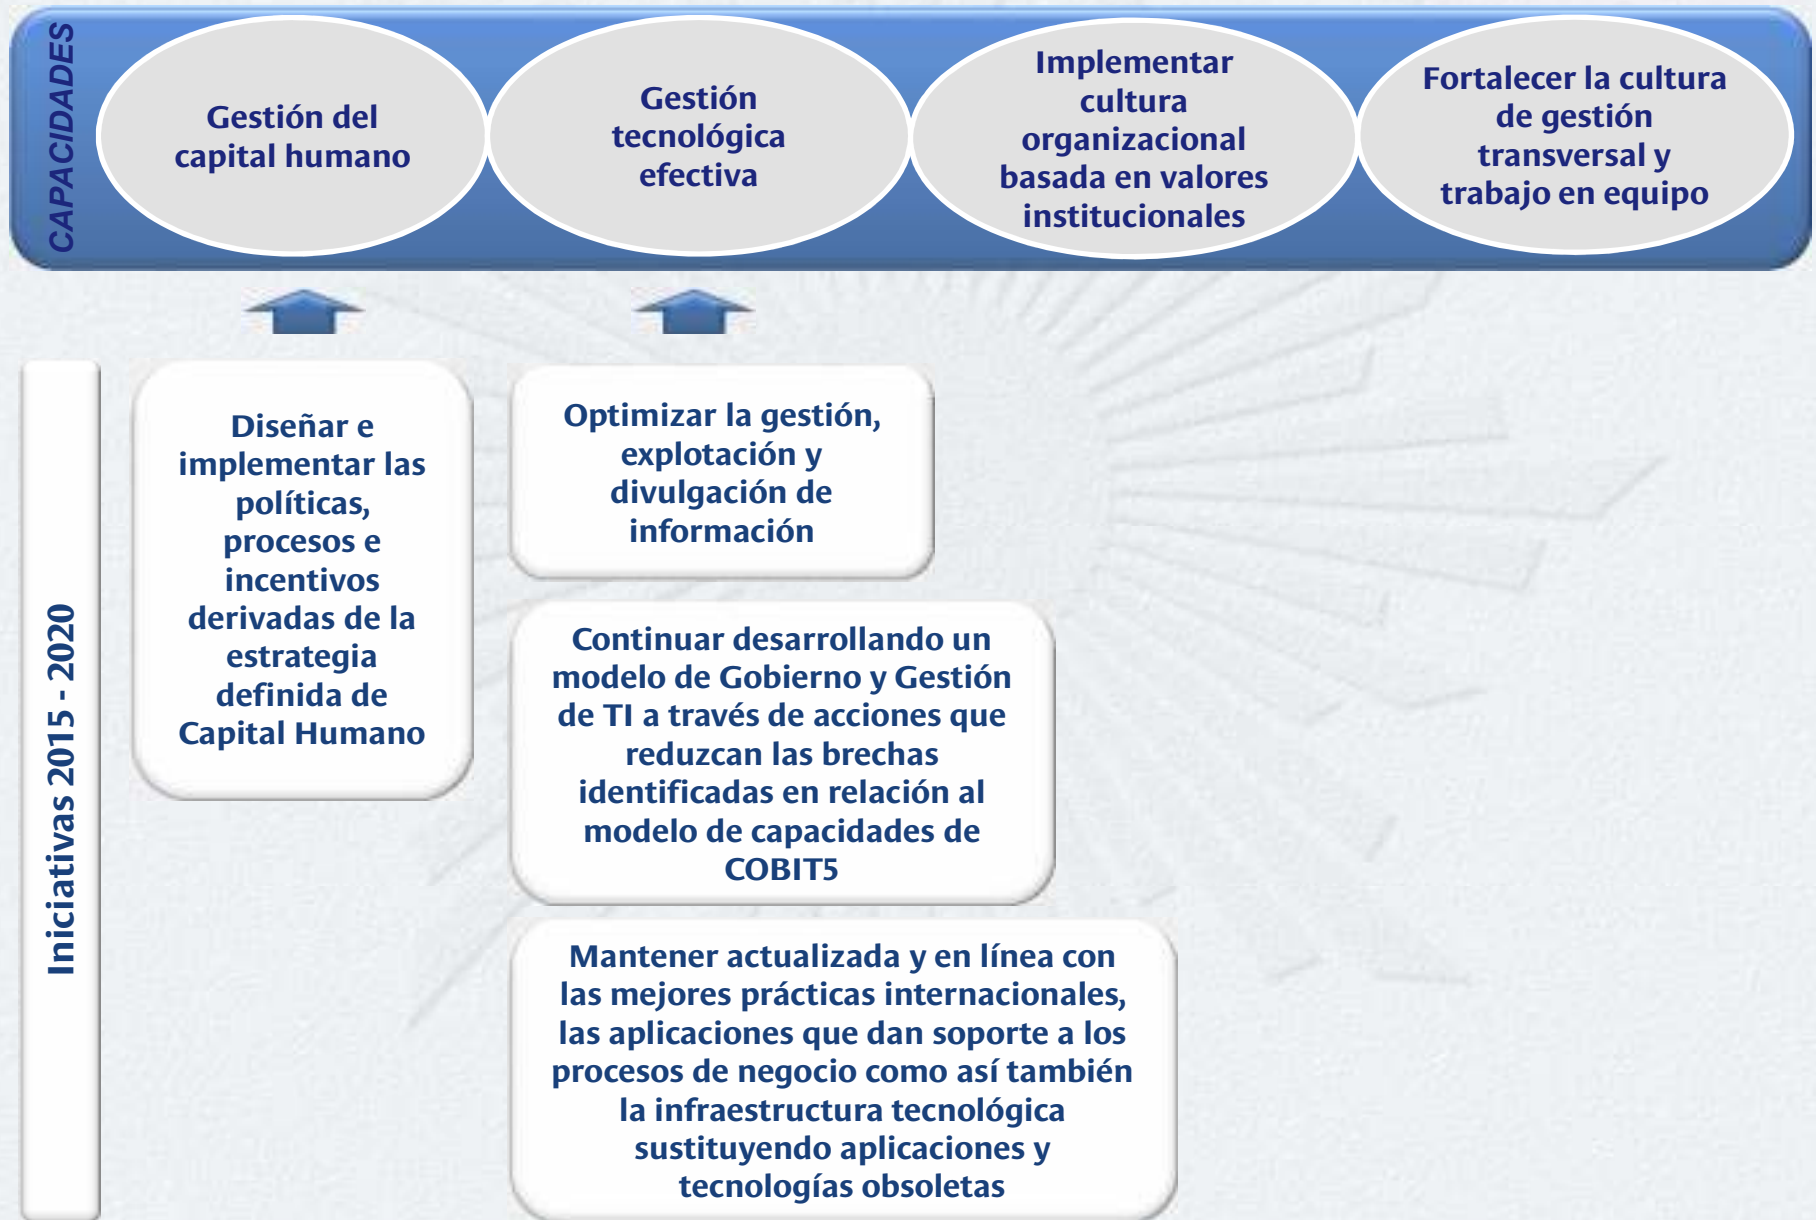 CAPACIDADES
Gestión del
capital humano
Gestión
tecnológica
efectiva
Implementar
cultura
organizacional
basada en valores
institucionales
Fortalecer la cultura
de gestión
transversal y
trabajo en equipo
Iniciativas 2015 - 2020
Diseñar e
implementar las
políticas,
procesos e
incentivos
derivadas de la
estrategia
definida de
Capital Humano
Optimizar la gestión,
explotación y
divulgación de
información
Continuar desarrollando un
modelo de Gobierno y Gestión
de TI a través de acciones que
reduzcan las brechas
identificadas en relación al
modelo de capacidades de
COBIT5
Mantener actualizada y en línea con
las mejores prácticas internacionales,
las aplicaciones que dan soporte a los
procesos de negocio como así también
la infraestructura tecnológica
sustituyendo aplicaciones y
tecnologías obsoletas